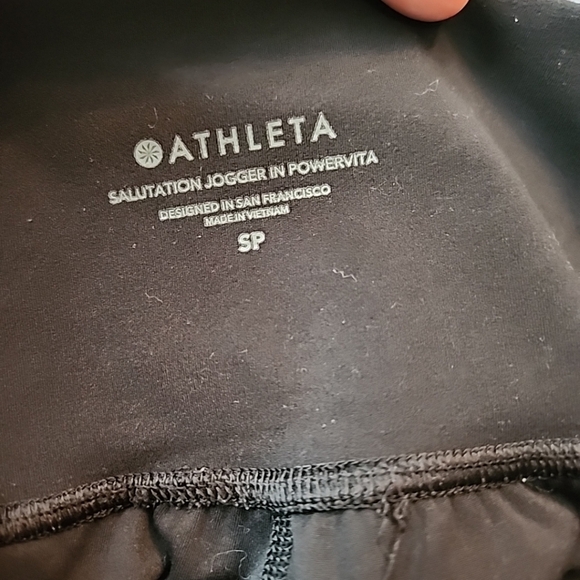 ATHLETA
SALUTATION JOGGER IN POWERVITA
DESIGNED IN SAN FRANCISCO
MADE IN VIETNAM
SP